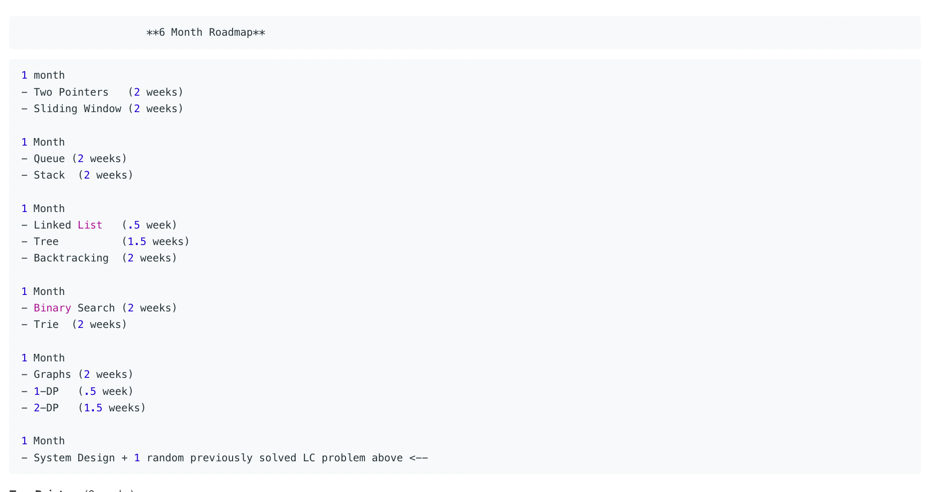 **6 Month Roadmap**
1 month
- Two Pointers (2 weeks)
- Sliding Window (2 weeks)
1 Month
- Queue (2 weeks)
- Stack (2 weeks)
1 Month
- Linked List (.5 week)
- Tree (1.5 weeks)
- Backtracking (2 weeks)
1 Month
- Binary Search (2 weeks)
- Trie (2 weeks)
1 Month
- Graphs (2 weeks)
- 1-DP (.5 week)
- 2-DP (1.5 weeks)
1 Month
- System Design + 1 random previously solved LC problem above <--